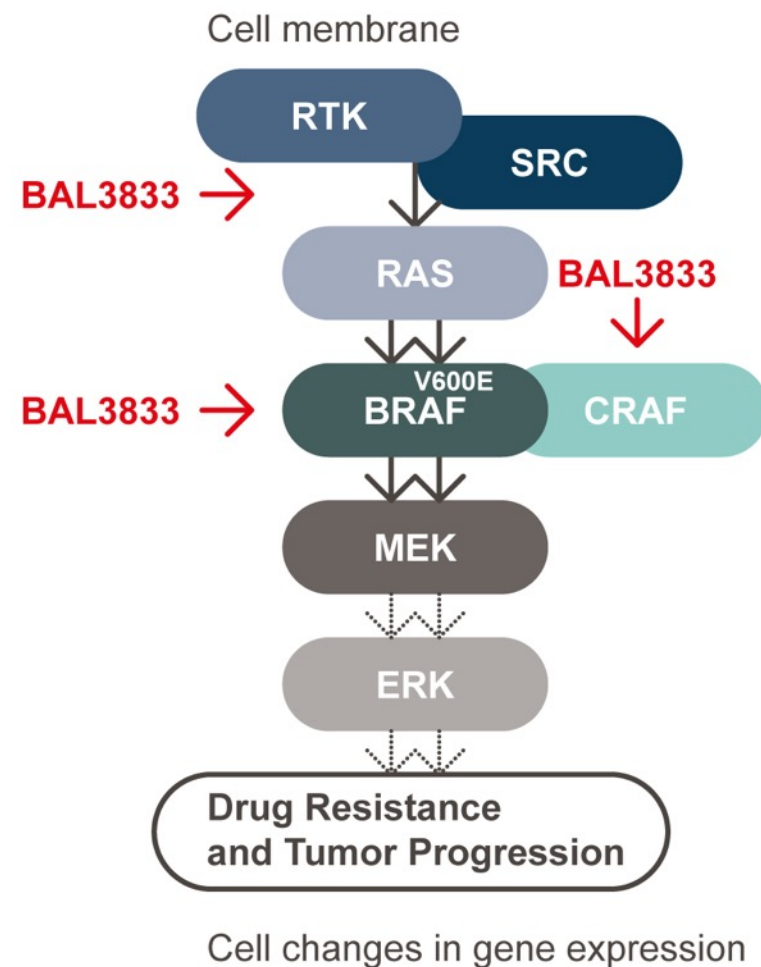 Cell membrane
RTK
SRC
BAL3833
RAS
BAL3833
V600E
BAL3833
BRAF
CRAF
MEK
ERK
Drug Resistance
and Tumor Progression
Cell changes in gene expression